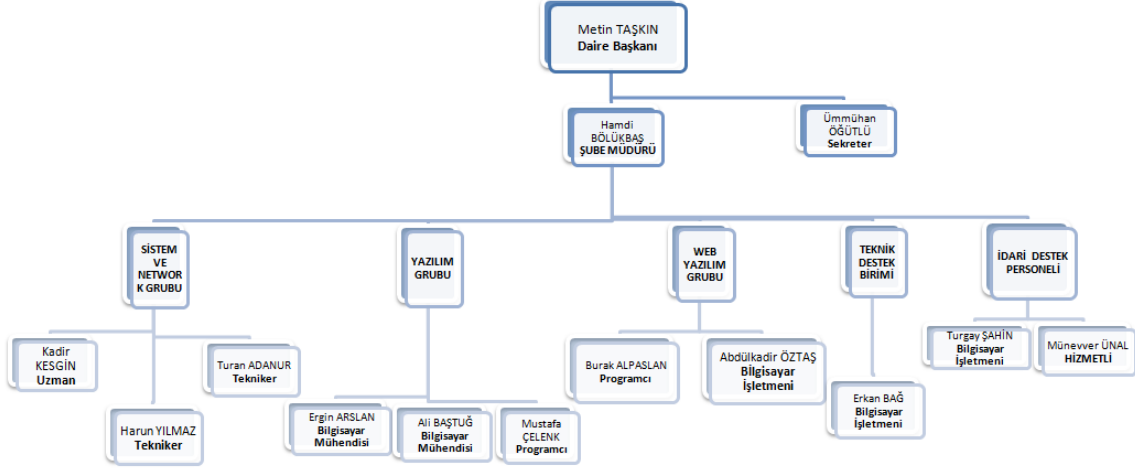 Metin TAŞKIN
Daire Başkanı
Hamdi
BÖLÜKBAŞ
ŞUBE MÜDÜRÜ
Ümmühan
ÖĞÜTLÜ
Sekreter
SİSTEM
VE
NETWOR
K GRUBU
YAZILIM
GRUBU
WEB
YAZILIM
GRUBU
TEKNİK
DESTEK
BİRİMİ
İDARİ DESTEK
PERSONELİ
Kadir
KESGİN
Uzman
Harun YILMAZ
Tekniker
Turan ADANUR
Tekniker
Ergin ARSLAN
Bilgisayar
Mühendisi
Ali BAŞTUĞ
Bilgisayar
Mühendisi
Mustafa
ÇELENK
Programcı
Burak ALPASLAN
Programcı
Abdülkadir ÖZTAŞ
Bilgisayar
İşletmeni
Erkan BAĞ
Bilgisayar
İşletmeni
Turgay ŞAHİN
Bilgisayar
İşletmeni
Münevver ÜNAL
HİZMETLİ